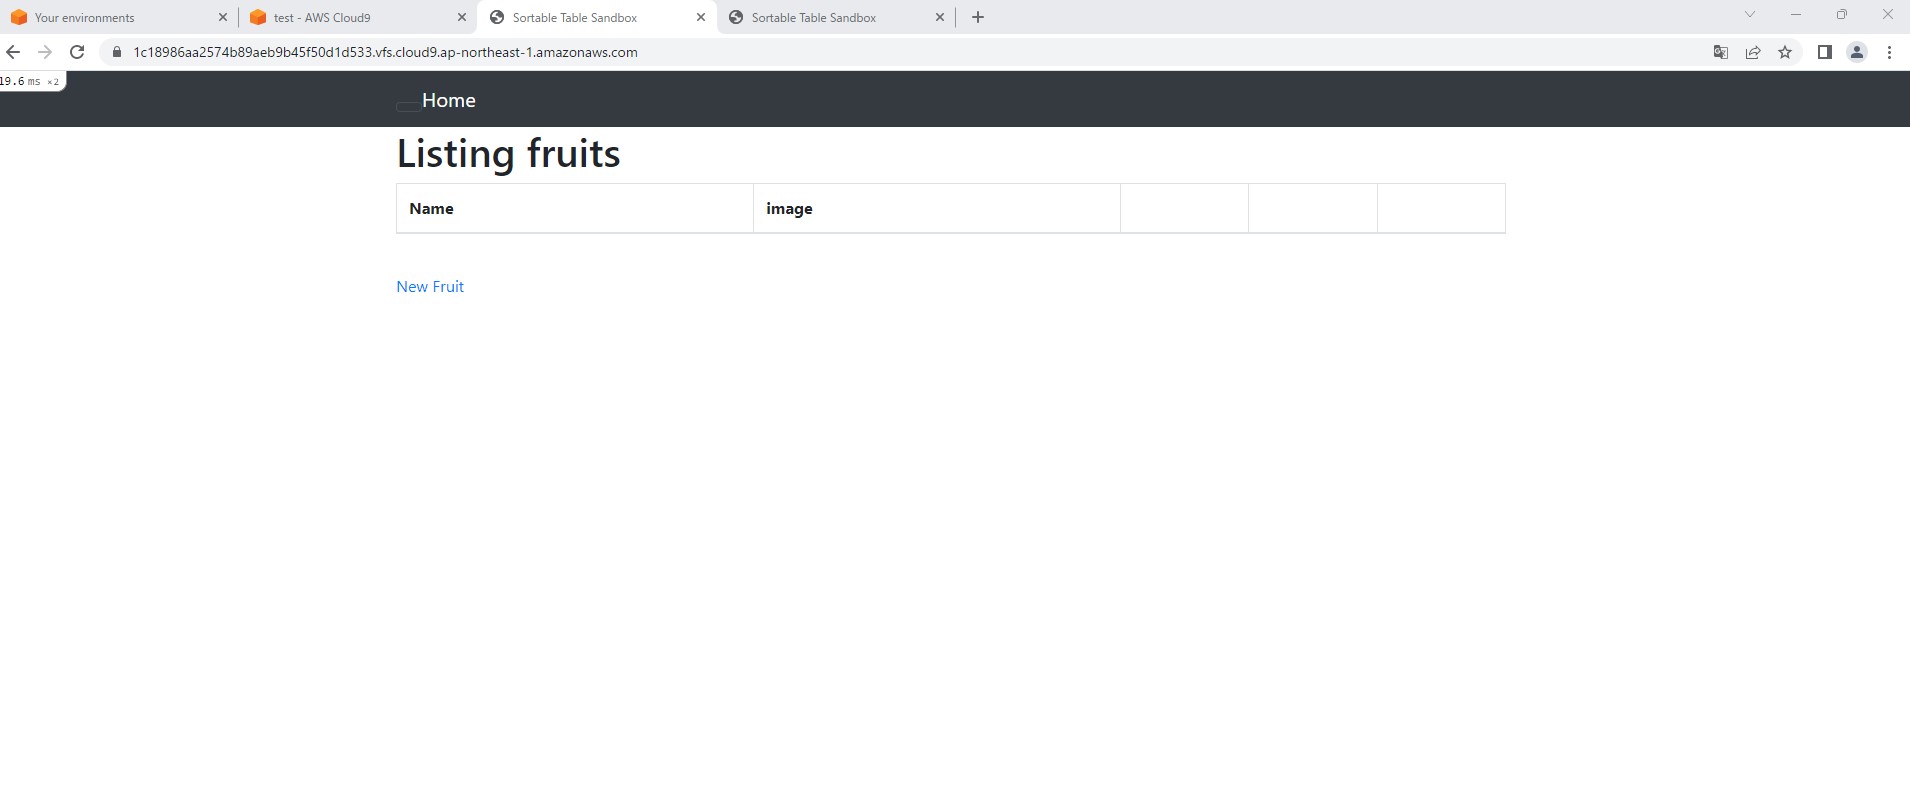 Your environments
test - AWS Cloud9
Sortable Table Sandbox
Sortable Table Sandbox
1c18986aa2574b89aeb9b45f50d1d533.vfs.cloud9.ap-northeast-1.amazonaws.com
19.6 ms ×2
Home
Listing fruits
Name image
New Fruit